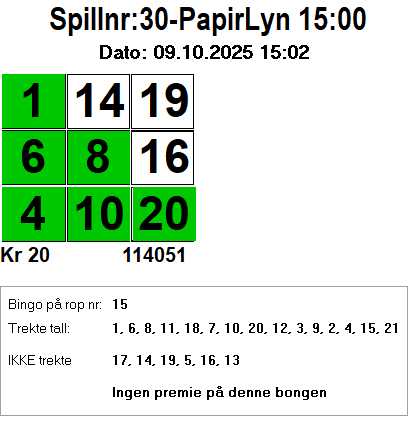 Spillnr:30-PapirLyn 15:00
Dato: 09.10.2025 15:02
1 14 19
6 8 16
4 10 20
Kr 20 114051
Bingo på rop nr: 15
Trekte tall: 1, 6, 8, 11, 18, 7, 10, 20, 12, 3, 9, 2, 4, 15, 21
IKKE trekte 17, 14, 19, 5, 16, 13
Ingen premie på denne bongen